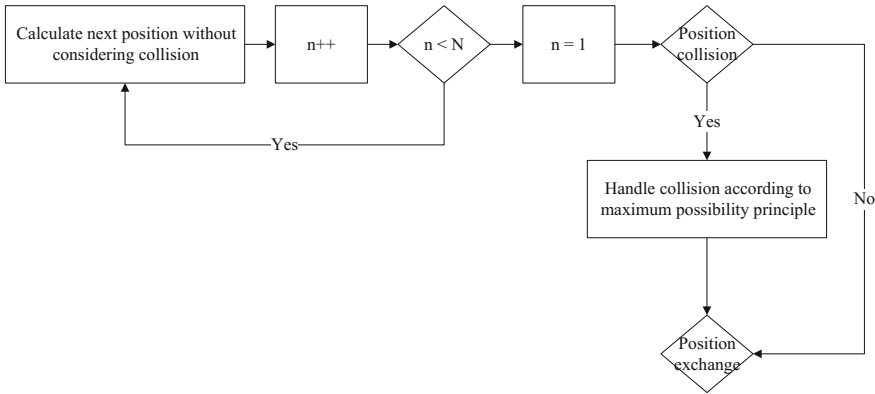 Calculate next position without
considering collision
n++
n < N
n = 1
Position
collision
Yes
Yes
Handle collision according to
maximum possibility principle
No
Position
exchange